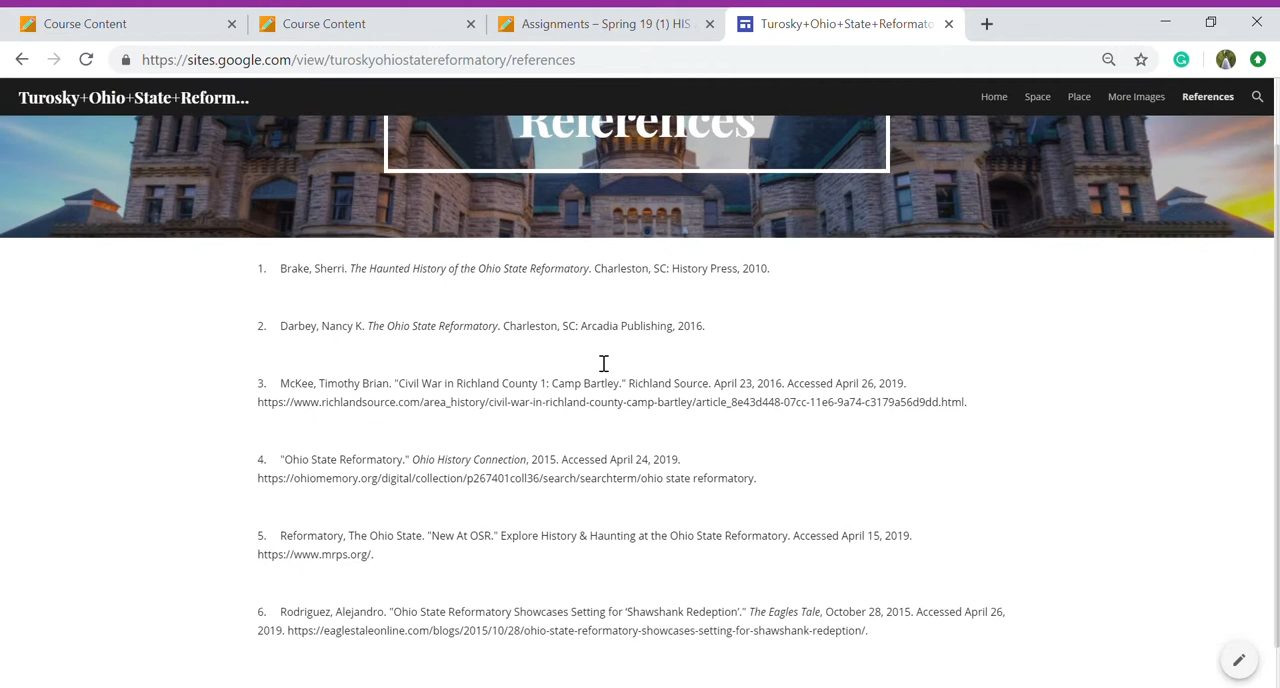 Course Content
Course Content
Assignments – Spring 19 (1) HIS
Turosky+Ohio+State+Reformato
https://sites.google.com/view/turoskyohiostatereformatory/references
Turosky+Ohio+State+Reform...
Home Space Place More Images References
References
1. Brake, Sherri. The Haunted History of the Ohio State Reformatory. Charleston, SC: History Press, 2010.
2. Darbey, Nancy K. The Ohio State Reformatory. Charleston, SC: Arcadia Publishing, 2016.
3. McKee, Timothy Brian. "Civil War in Richland County 1: Camp Bartley." Richland Source. April 23, 2016. Accessed April 26, 2019.
https://www.richlandsource.com/area_history/civil-war-in-richland-county-camp-bartley/article_8e43d448-07cc-11e6-9a74-c3179a56d9dd.html.
4. "Ohio State Reformatory." Ohio History Connection, 2015. Accessed April 24, 2019.
https://ohiomemory.org/digital/collection/p267401coll36/search/searchterm/ohio state reformatory.
5. Reformatory, The Ohio State. "New At OSR." Explore History & Haunting at the Ohio State Reformatory. Accessed April 15, 2019.
https://www.mrps.org/.
6. Rodriguez, Alejandro. "Ohio State Reformatory Showcases Setting for ‘Shawshank Redeption’." The Eagles Tale, October 28, 2015. Accessed April 26,
2019. https://eaglestaleonline.com/blogs/2015/10/28/ohio-state-reformatory-showcases-setting-for-shawshank-redeption/.